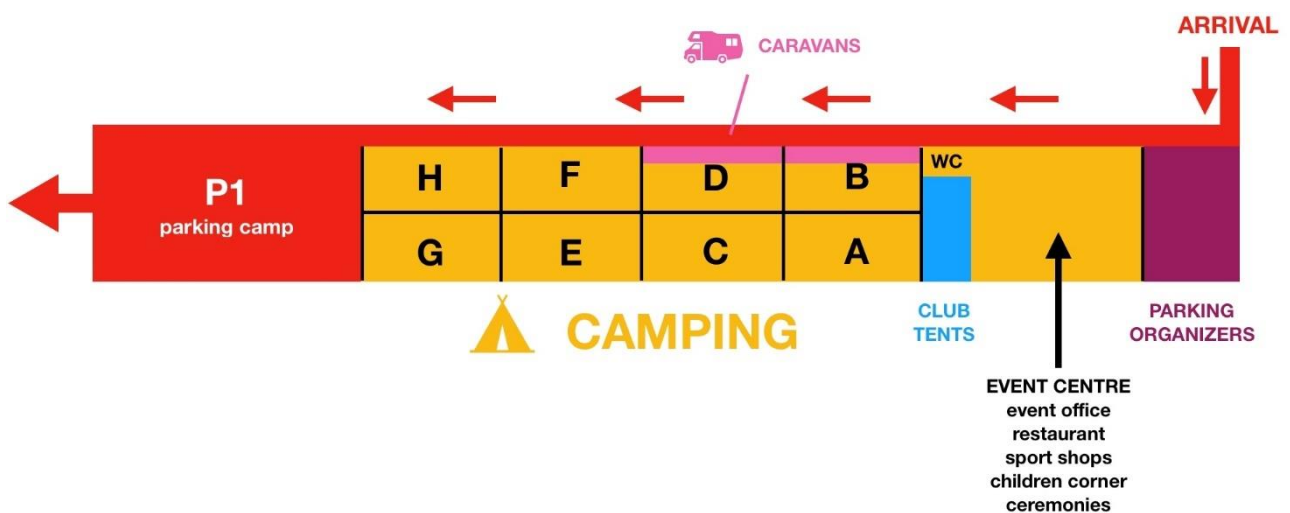 ARRIVAL
CARAVANS
P1
parking camp
H
F
D
B
WC
G
E
C
A
CAMPING
CLUB
TENTS
PARKING
ORGANIZERS
EVENT CENTRE
event office
restaurant
sport shops
children corner
ceremonies